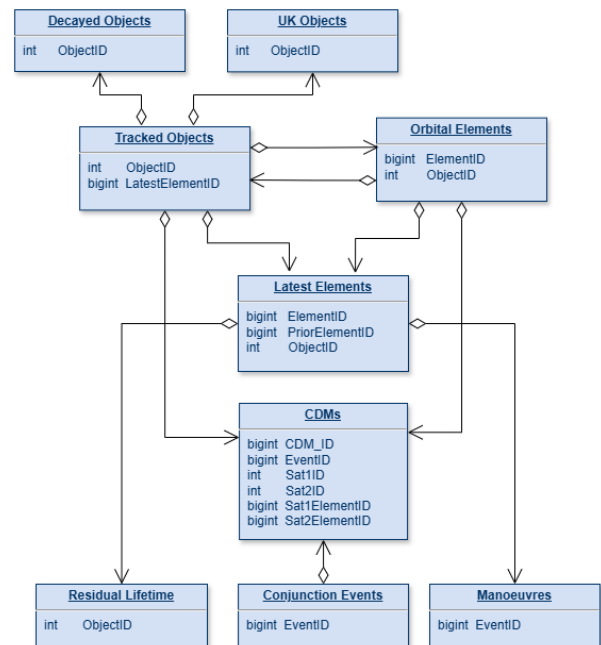 Decayed Objects
int ObjectID
UK Objects
int ObjectID
Tracked Objects
int ObjectID
bigint LatestElementID
Orbital Elements
bigint ElementID
int ObjectID
Latest Elements
bigint ElementID
bigint PriorElementID
int ObjectID
CDMs
bigint CDM_ID
bigint EventID
int Sat1ID
int Sat2ID
bigint Sat1ElementID
bigint Sat2ElementID
Residual Lifetime
int ObjectID
Conjunction Events
bigint EventID
Manoeuvres
bigint EventID